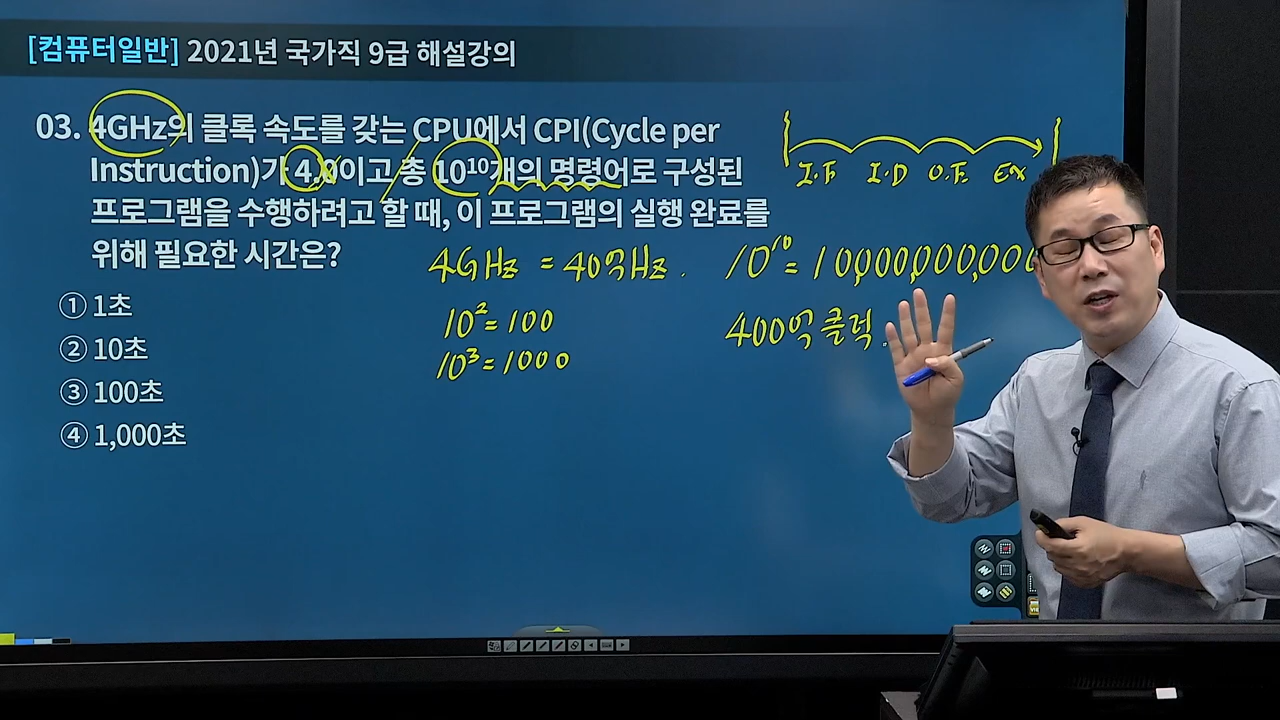 [컴퓨터일반] 2021년 국가직 9급 해설강의
03. 4GHz의 클록 속도를 갖는 CPU에서 CPI(Cycle per
Instruction)가 4.0이고 총 10¹⁰개의 명령어로 구성된
프로그램을 수행하려고 할 때, 이 프로그램의 실행 완료를
위해 필요한 시간은?
① 1초
② 10초
③ 100초
④ 1,000초
I.F I.D O.F. Ex
4GHz = 40억Hz.
10² = 100
10³ = 1000
10¹⁰ = 10,000,000,000
400억 클럭.